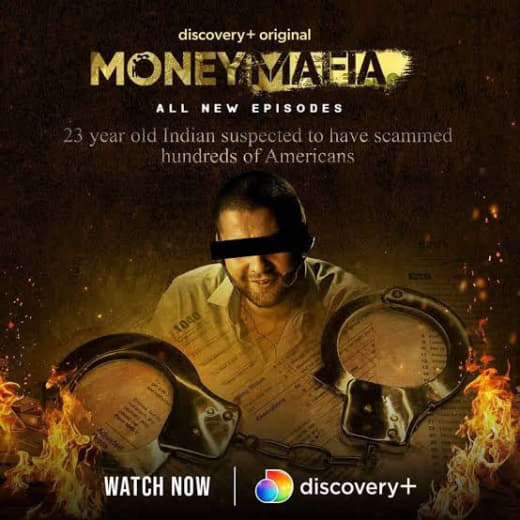 discovery+ original
MONEY MAFIA
ALL NEW EPISODES
23 year old Indian suspected to have scammed
hundreds of Americans
1040
WATCH NOW
discovery+